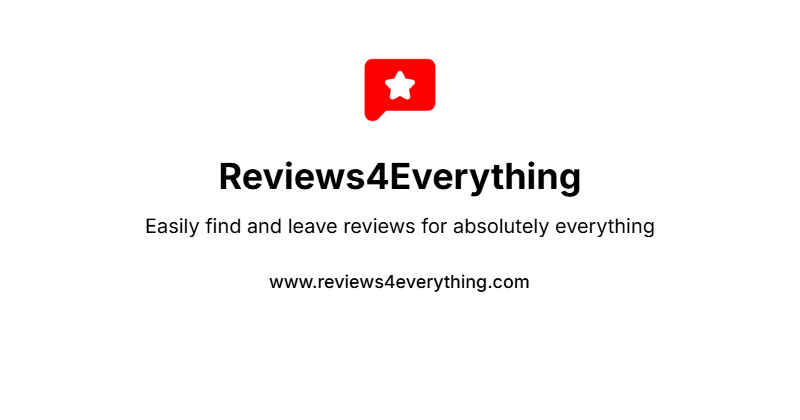 Reviews4Everything
Easily find and leave reviews for absolutely everything
www.reviews4everything.com